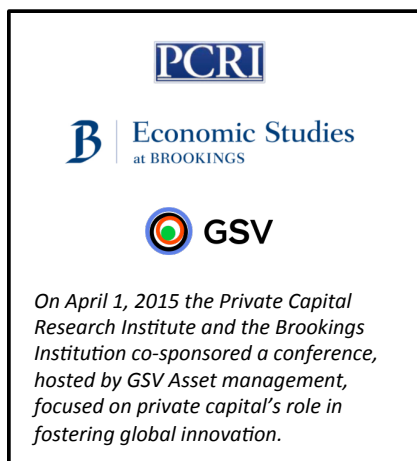 PCRI
B Economic Studies
at BROOKINGS
GSV
On April 1, 2015 the Private Capital
Research Institute and the Brookings
Institution co-sponsored a conference,
hosted by GSV Asset management,
focused on private capital's role in
fostering global innovation.